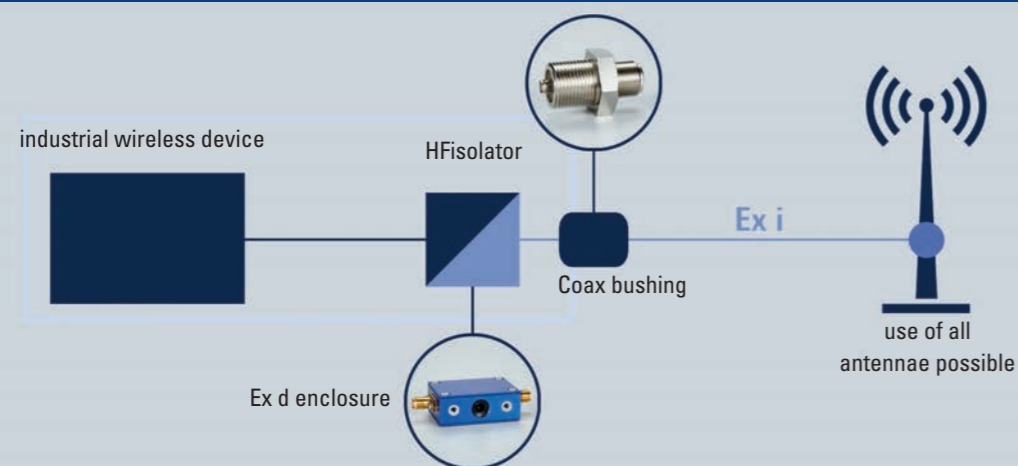 industrial wireless device
HFisolator
Ex i
Coax bushing
use of all
antennae possible
Ex d enclosure